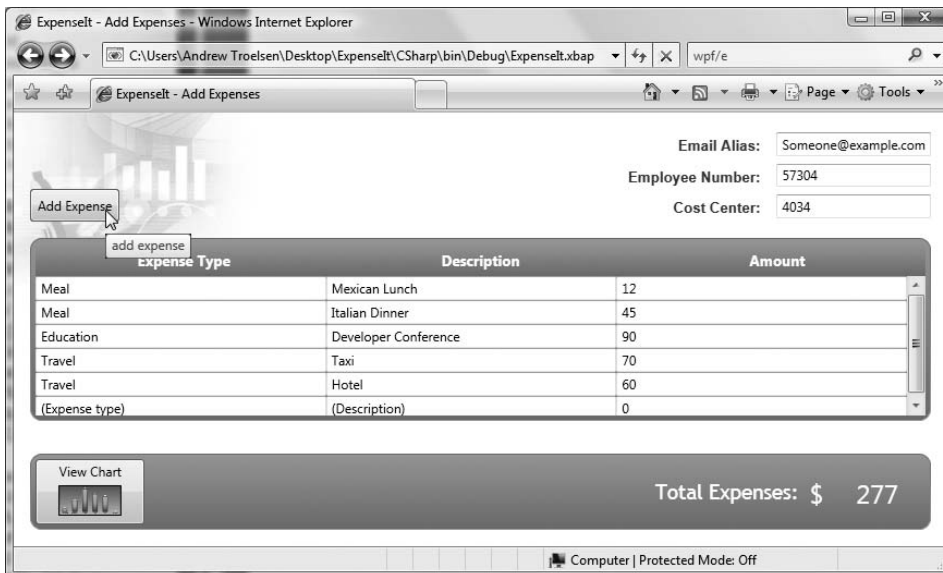 ExpenseIt - Add Expenses - Windows Internet Explorer
C:\Users\Andrew Troelsen\Desktop\ExpenseIt\CSharp\bin\Debug\ExpenseIt.xbap
wpf/e
ExpenseIt - Add Expenses
Page
Tools
Email Alias: Someone@example.com
Employee Number: 57304
Cost Center: 4034
Add Expense
add expense
Expense Type Description Amount
Meal Mexican Lunch 12
Meal Italian Dinner 45
Education Developer Conference 90
Travel Taxi 70
Travel Hotel 60
(Expense type) (Description) 0
View Chart
Total Expenses: $ 277
Computer | Protected Mode: Off